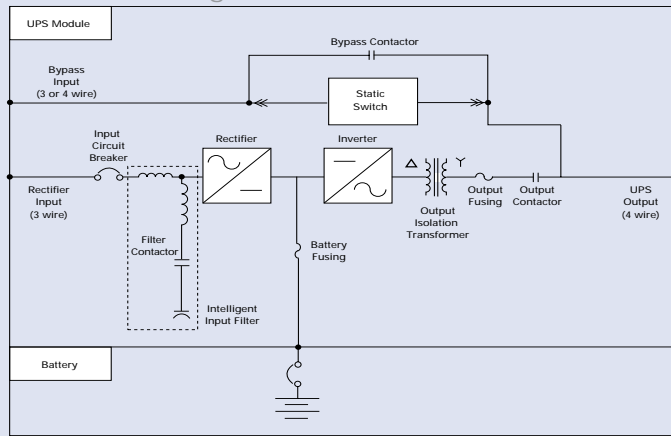 UPS Module
Bypass Contactor
Bypass
Input
(3 or 4 wire)
Static
Switch
Input
Circuit
Breaker
Rectifier
Inverter
Rectifier
Input
(3 wire)
Output
Fusing
Output
Contactor
UPS
Output
(4 wire)
Output
Isolation
Transformer
Filter
Contactor
Battery
Fusing
Intelligent
Input Filter
Battery